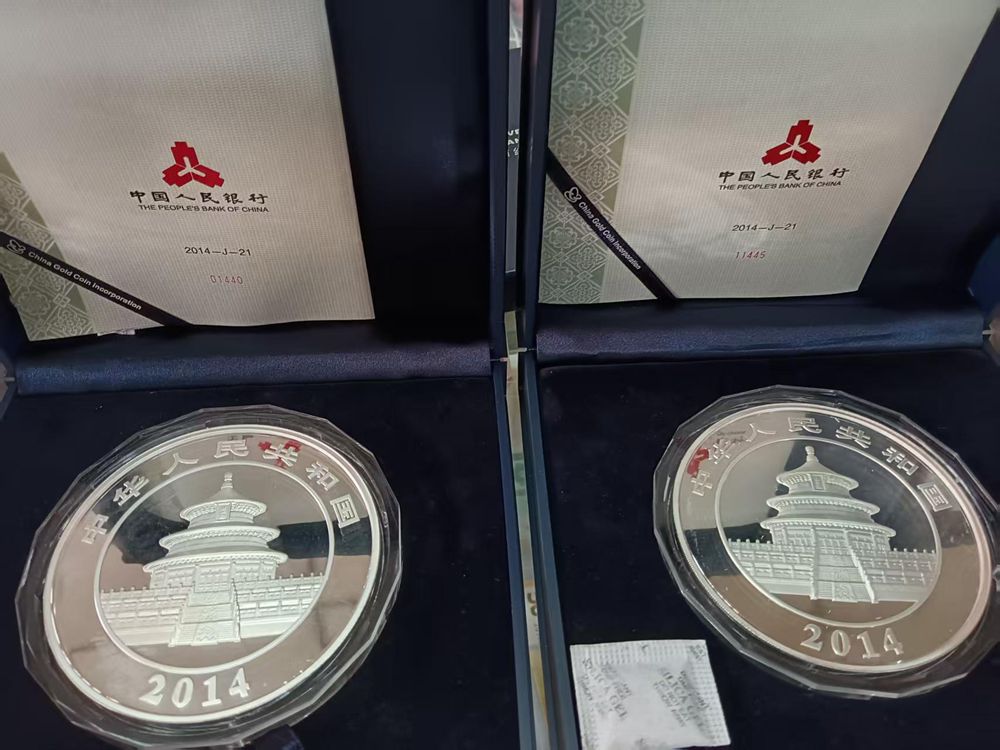 中国人民银行
THE PEOPLE'S BANK OF CHINA
2014-J-21
01440
China Gold Coin Incorporation
中华人民共和国
2014
中国人民银行
THE PEOPLE'S BANK OF CHINA
2014-J-21
11445
China Gold Coin Incorporation
中华人民共和国
2014